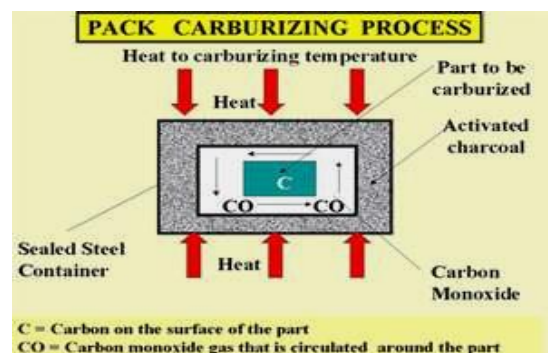 PACK CARBURIZING PROCESS
Heat to carburizing temperature
Part to be
carburized
Heat
Activated
charcoal
C
CO
CO
Sealed Steel
Container
Heat
Carbon
Monoxide
C = Carbon on the surface of the part
CO = Carbon monoxide gas that is circulated around the part